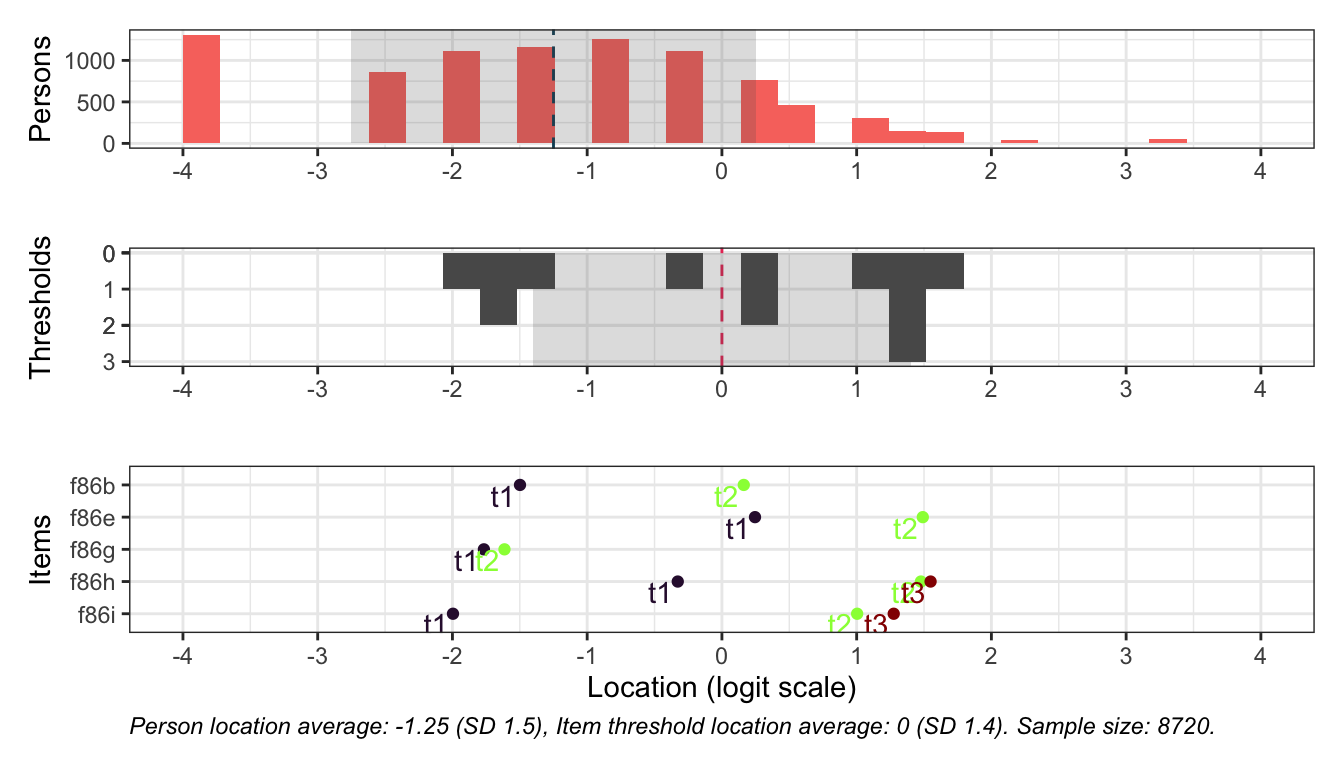 Persons
1000
500
0
-4 -3 -2 -1 0 1 2 3 4
Thresholds
0
1
2
3
-4 -3 -2 -1 0 1 2 3 4
Items
f86b t1 t2
f86e t1 t2
f86g t1 t2
f86h t1 t2 t3
f86i t1 t2 t3
-4 -3 -2 -1 0 1 2 3 4
Location (logit scale)
Person location average: -1.25 (SD 1.5), Item threshold location average: 0 (SD 1.4). Sample size: 8720.